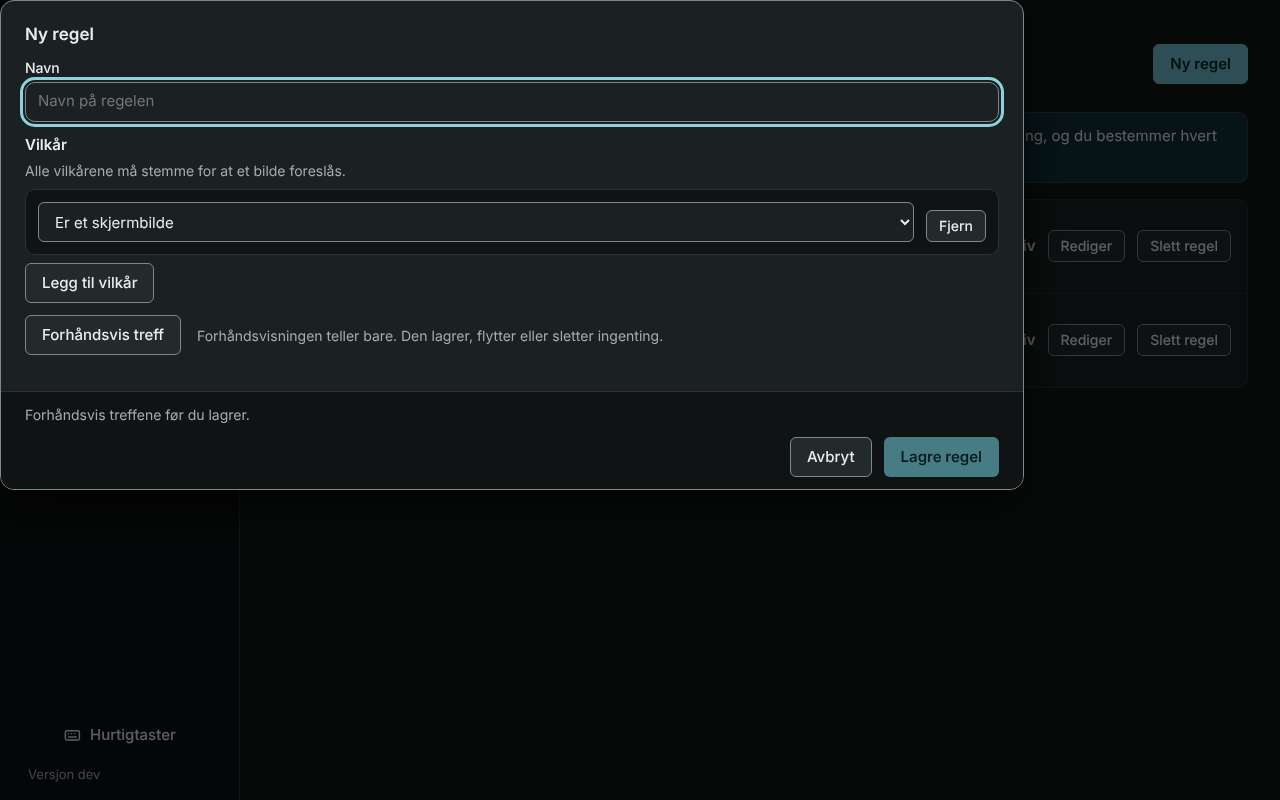 Ny regel
Navn
Navn på regelen
Vilkår
Alle vilkårene må stemme for at et bilde foreslås.
Er et skjermbilde
Fjern
Legg til vilkår
Forhåndsvis treff
Forhåndsvisningen teller bare. Den lagrer, flytter eller sletter ingenting.
Forhåndsvis treffene før du lagrer.
Avbryt
Lagre regel
Ny regel
ng, og du bestemmer hvert
iv
Rediger
Slett regel
iv
Rediger
Slett regel
Hurtigtaster
Versjon dev